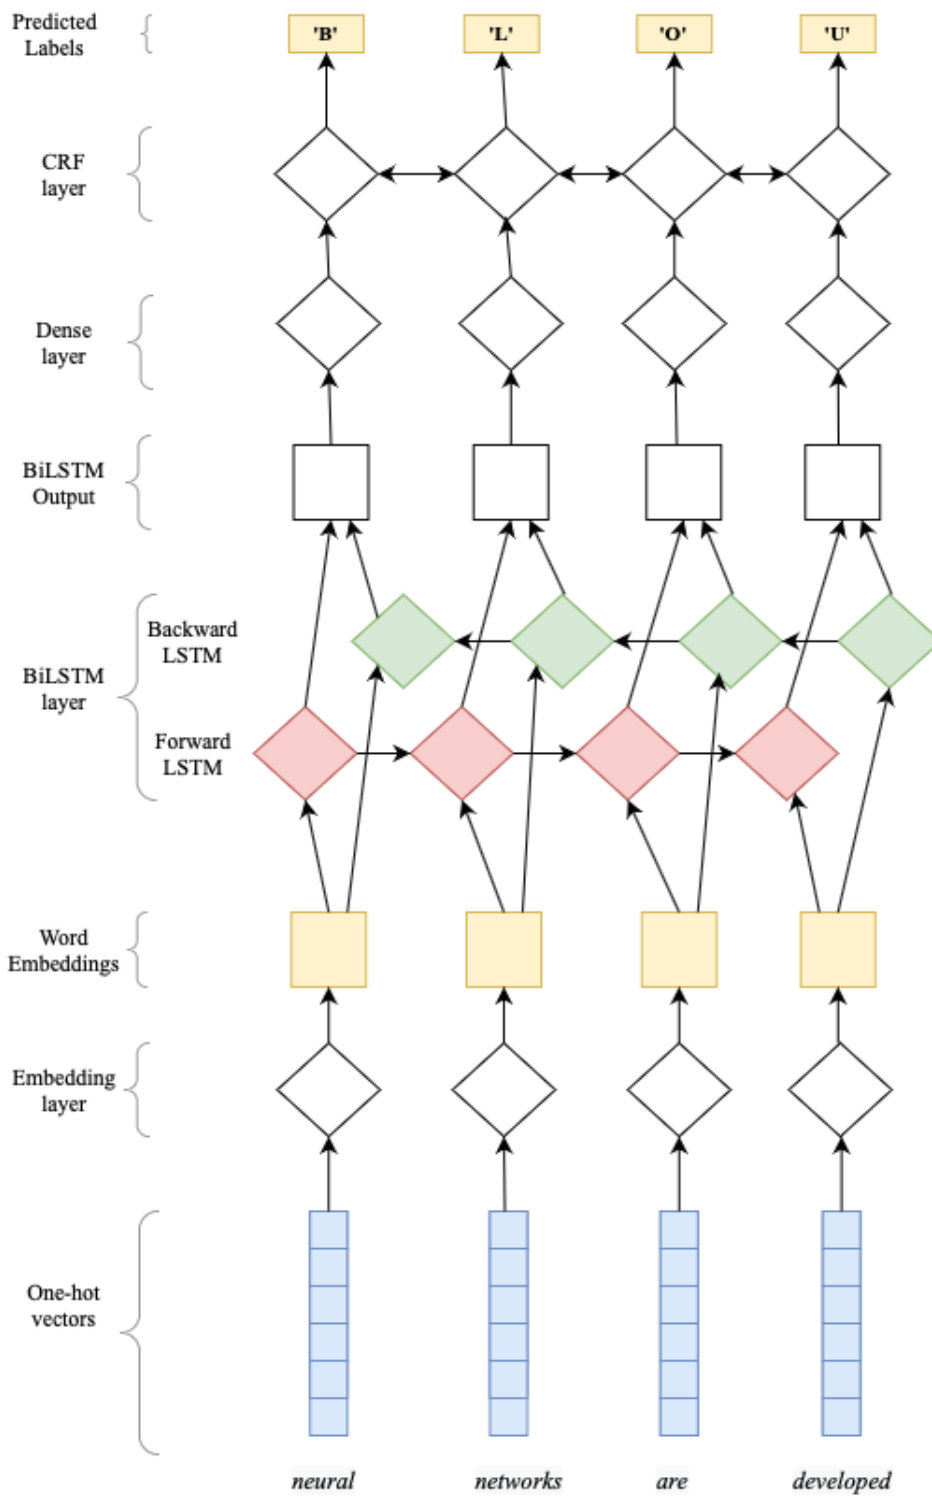 Predicted
Labels
'B'
'L'
'O'
'U'
CRF
layer
Dense
layer
BiLSTM
Output
Backward
LSTM
BiLSTM
layer
Forward
LSTM
Word
Embeddings
Embedding
layer
One-hot
vectors
neural
networks
are
developed